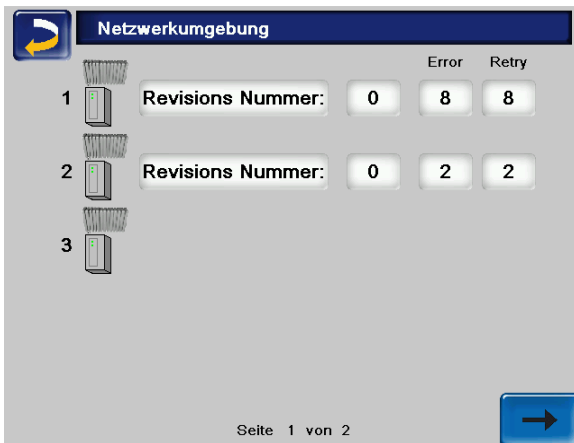 Netzwerkumgebung
Error Retry
1 Revisions Nummer: 0 8 8
2 Revisions Nummer: 0 2 2
3
Seite 1 von 2